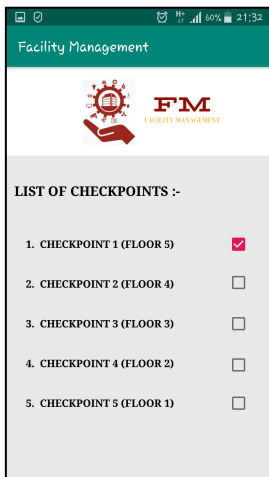 H+ 60% 21:32
Facility Management
FM
FACILITY MANAGEMENT
LIST OF CHECKPOINTS :-
1. CHECKPOINT 1 (FLOOR 5)
2. CHECKPOINT 2 (FLOOR 4)
3. CHECKPOINT 3 (FLOOR 3)
4. CHECKPOINT 4 (FLOOR 2)
5. CHECKPOINT 5 (FLOOR 1)